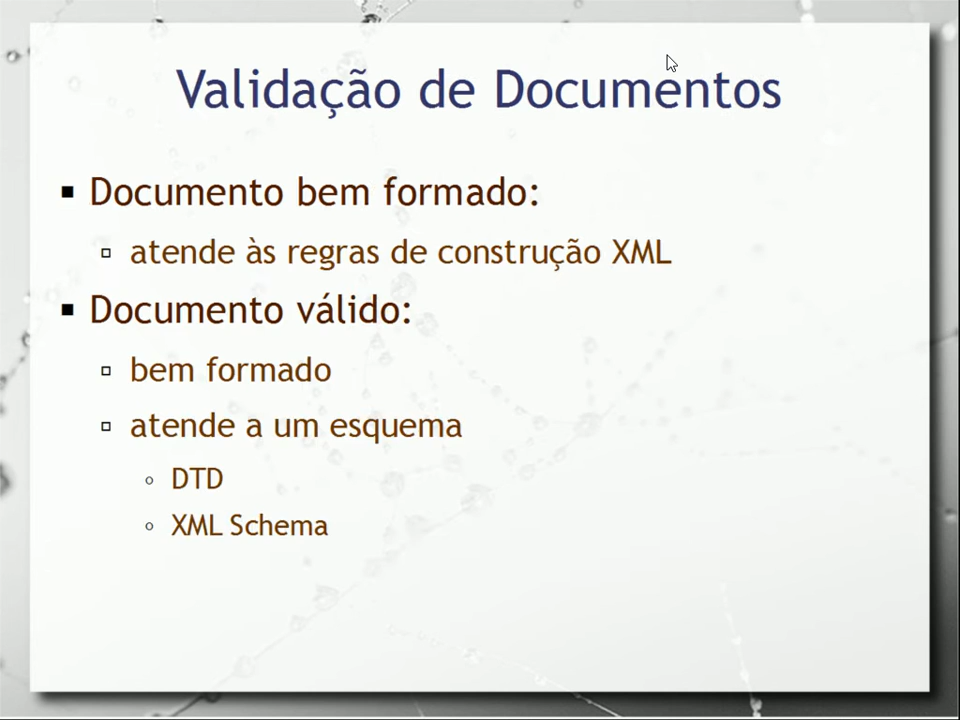 Validação de Documentos
Documento bem formado:
atende às regras de construção XML
Documento válido:
bem formado
atende a um esquema
DTD
XML Schema